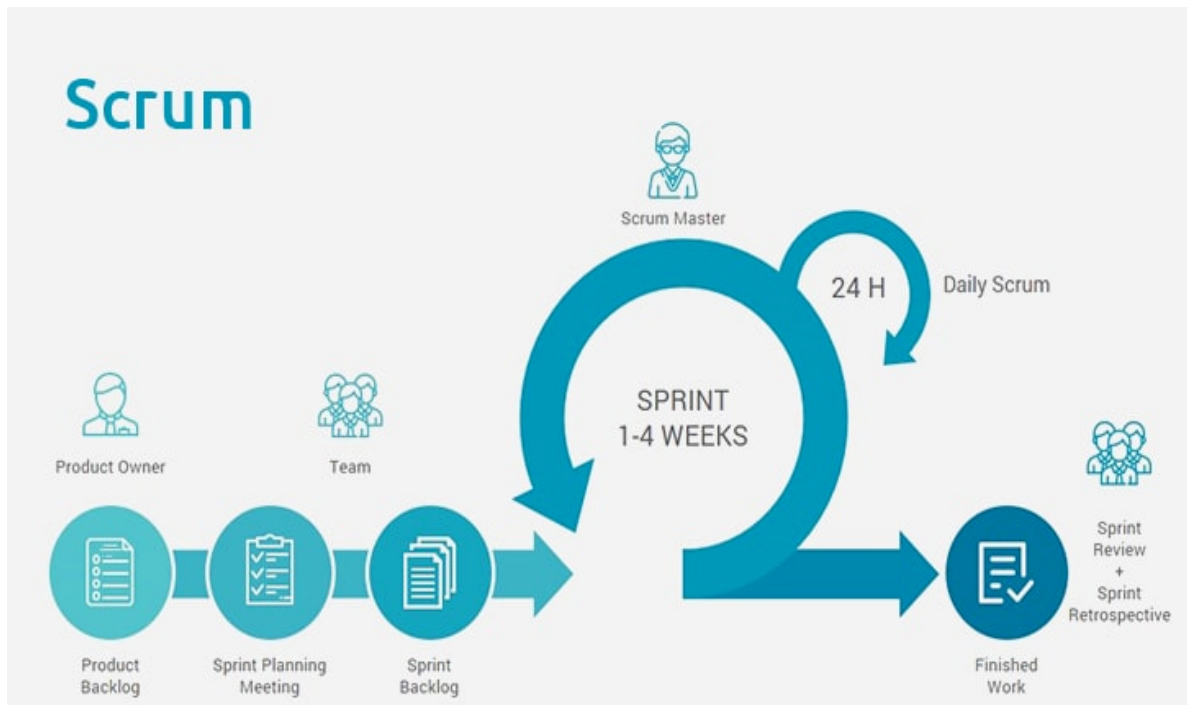 Scrum
Scrum Master
24 H
Daily Scrum
SPRINT
1-4 WEEKS
Product Owner
Team
Sprint
Review
+
Sprint
Retrospective
Product
Backlog
Sprint Planning
Meeting
Sprint
Backlog
Finished
Work